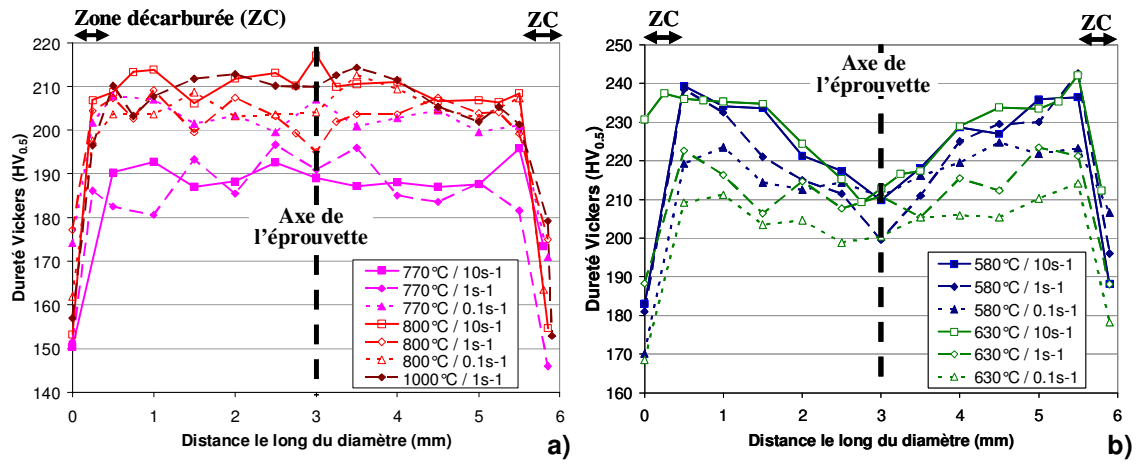 Zone décarburée (ZC)
ZC
Dureté Vickers (HV0.5)
220
210
200
190
180
170
160
150
140
Axe de
l'éprouvette
770°C / 10s-1
770°C / 1s-1
770°C / 0.1s-1
800°C / 10s-1
800°C / 1s-1
800°C / 0.1s-1
1000°C / 1s-1
0 1 2 3 4 5 6
Distance le long du diamètre (mm)
a)
ZC
ZC
Dureté Vickers (HV0.5)
250
240
230
220
210
200
190
180
170
160
Axe de
l'éprouvette
580°C / 10s-1
580°C / 1s-1
580°C / 0.1s-1
630°C / 10s-1
630°C / 1s-1
630°C / 0.1s-1
0 1 2 3 4 5 6
Distance le long du diamètre (mm)
b)